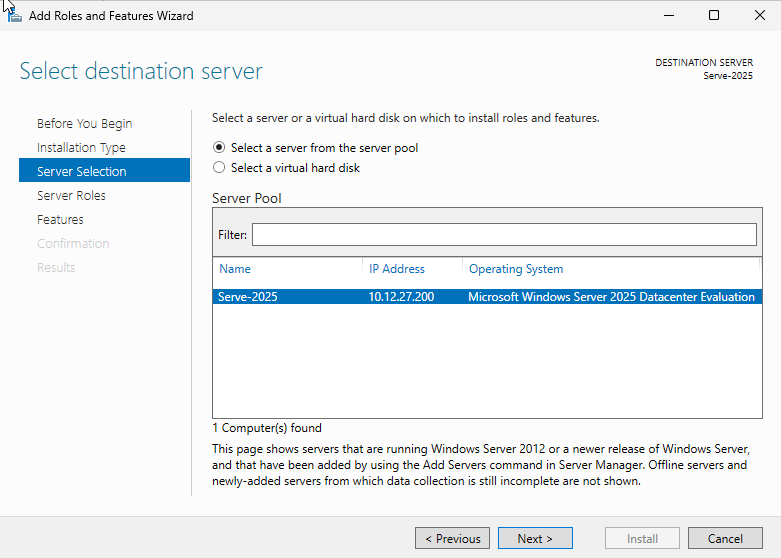 Add Roles and Features Wizard
Select destination server
DESTINATION SERVER
Serve-2025
Before You Begin
Installation Type
Server Selection
Server Roles
Features
Confirmation
Results
Select a server or a virtual hard disk on which to install roles and features.
Select a server from the server pool
Select a virtual hard disk
Server Pool
Filter:
Name IP Address Operating System
Serve-2025 10.12.27.200 Microsoft Windows Server 2025 Datacenter Evaluation
1 Computer(s) found
This page shows servers that are running Windows Server 2012 or a newer release of Windows Server,
and that have been added by using the Add Servers command in Server Manager. Offline servers and
newly-added servers from which data collection is still incomplete are not shown.
< Previous Next > Install Cancel